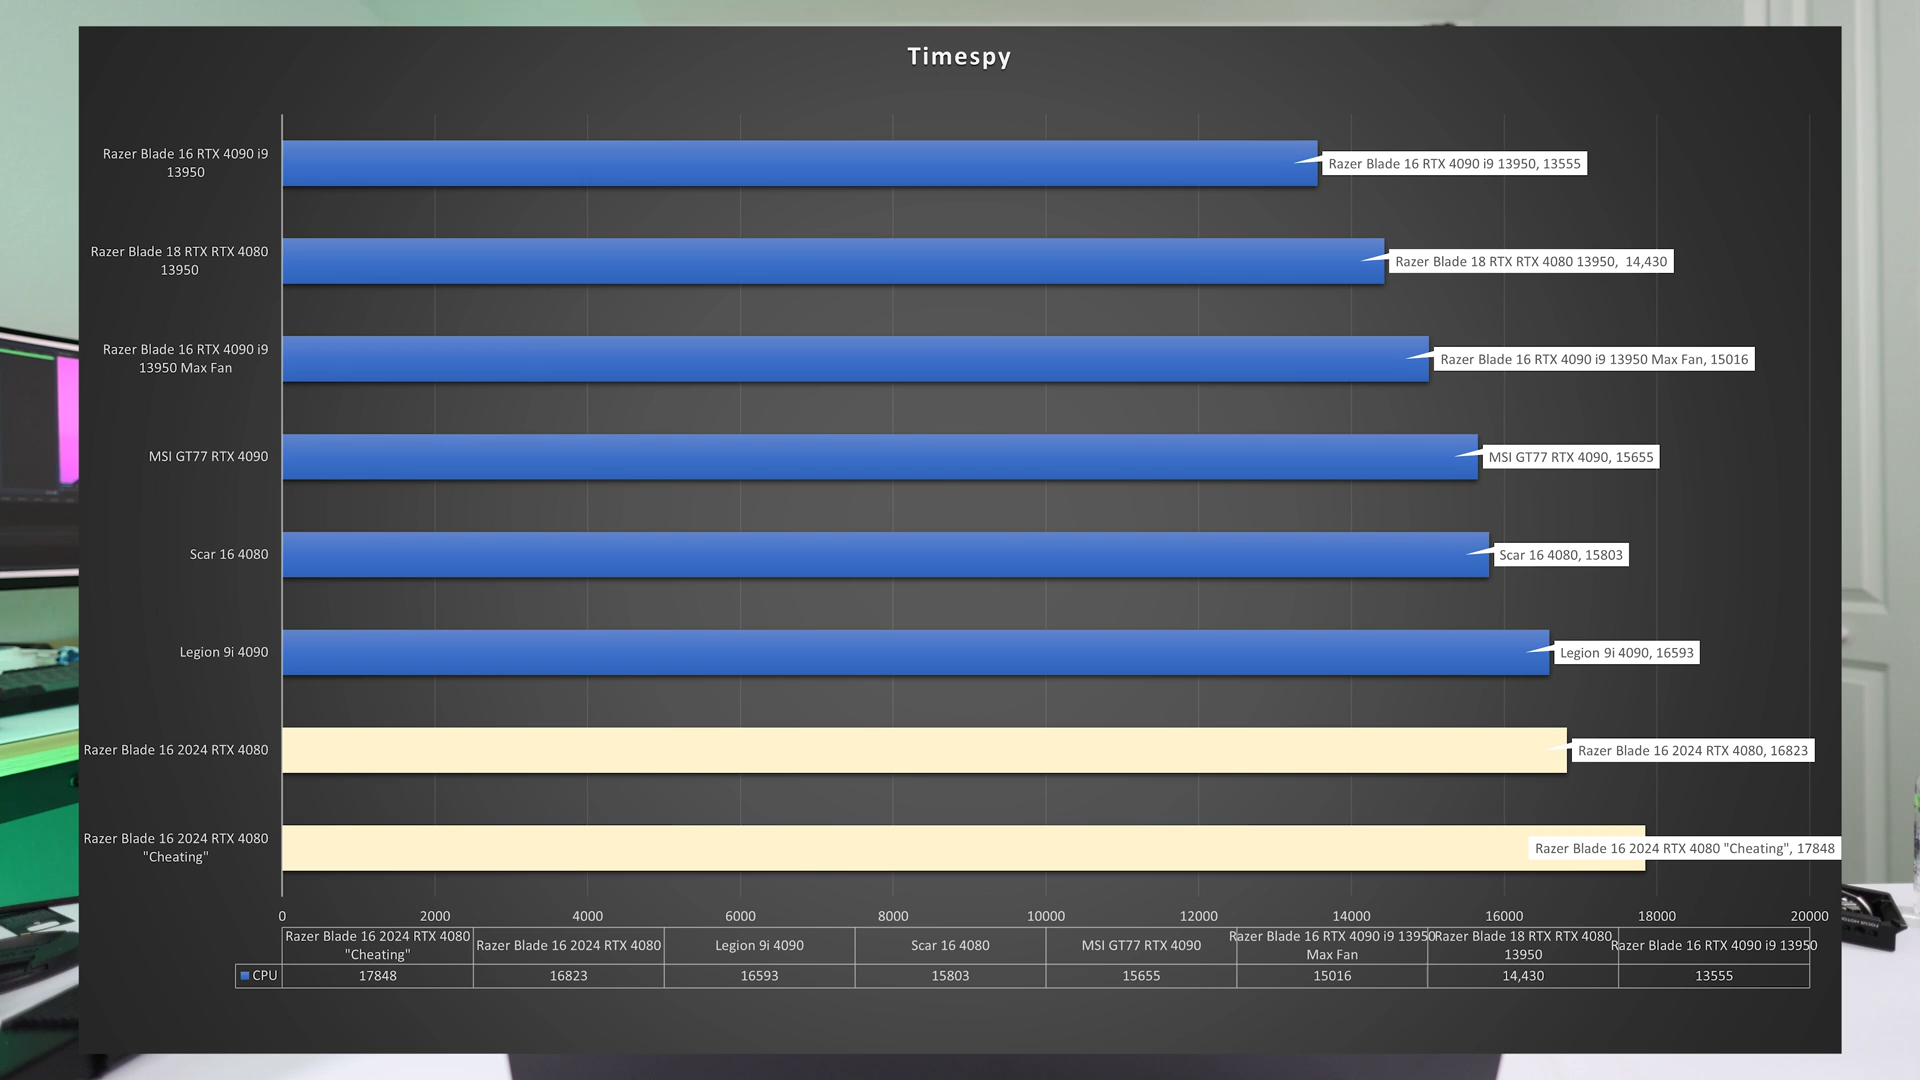 Timespy
Razer Blade 16 RTX 4090 i9
13950
Razer Blade 16 RTX 4090 i9 13950, 13555
Razer Blade 18 RTX RTX 4080
13950
Razer Blade 18 RTX RTX 4080 13950, 14,430
Razer Blade 16 RTX 4090 i9
13950 Max Fan
Razer Blade 16 RTX 4090 i9 13950 Max Fan, 15016
MSI GT77 RTX 4090
MSI GT77 RTX 4090, 15655
Scar 16 4080
Scar 16 4080, 15803
Legion 9i 4090
Legion 9i 4090, 16593
Razer Blade 16 2024 RTX 4080
Razer Blade 16 2024 RTX 4080, 16823
Razer Blade 16 2024 RTX 4080
"Cheating"
Razer Blade 16 2024 RTX 4080 "Cheating", 17848
0 2000 4000 6000 8000 10000 12000 14000 16000 18000 20000
Razer Blade 16 2024 RTX 4080
"Cheating"
Razer Blade 16 2024 RTX 4080
Legion 9i 4090
Scar 16 4080
MSI GT77 RTX 4090
Razer Blade 16 RTX 4090 i9 13950
Max Fan
Razer Blade 18 RTX RTX 4080
13950
Razer Blade 16 RTX 4090 i9 13950
CPU 17848 16823 16593 15803 15655 15016 14,430 13555